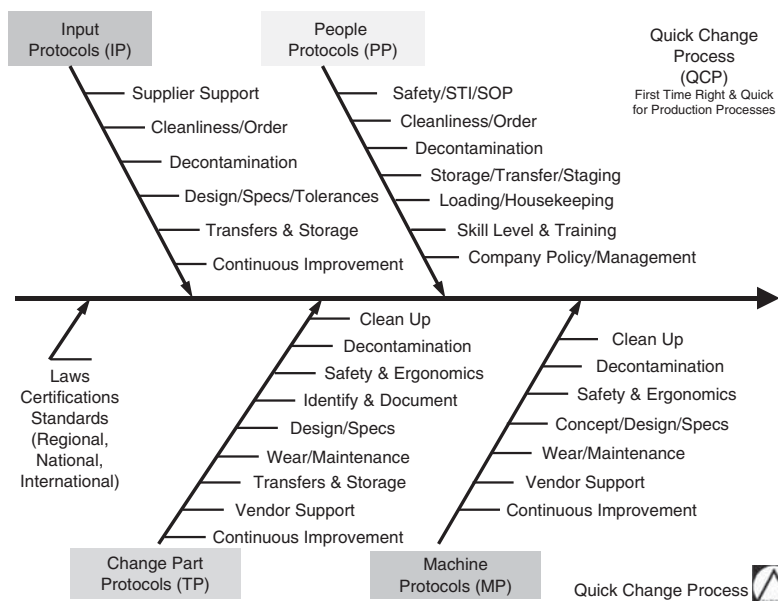 Input
Protocols (IP)
People
Protocols (PP)
Quick Change
Process
(QCP)
First Time Right & Quick
for Production Processes
Supplier Support
Cleanliness/Order
Decontamination
Design/Specs/Tolerances
Transfers & Storage
Continuous Improvement
Safety/STI/SOP
Cleanliness/Order
Decontamination
Storage/Transfer/Staging
Loading/Housekeeping
Skill Level & Training
Company Policy/Management
Laws
Certifications
Standards
(Regional,
National,
International)
Clean Up
Decontamination
Safety & Ergonomics
Identify & Document
Design/Specs
Wear/Maintenance
Transfers & Storage
Vendor Support
Continuous Improvement
Clean Up
Decontamination
Safety & Ergonomics
Concept/Design/Specs
Wear/Maintenance
Vendor Support
Continuous Improvement
Change Part
Protocols (TP)
Machine
Protocols (MP)
Quick Change Process